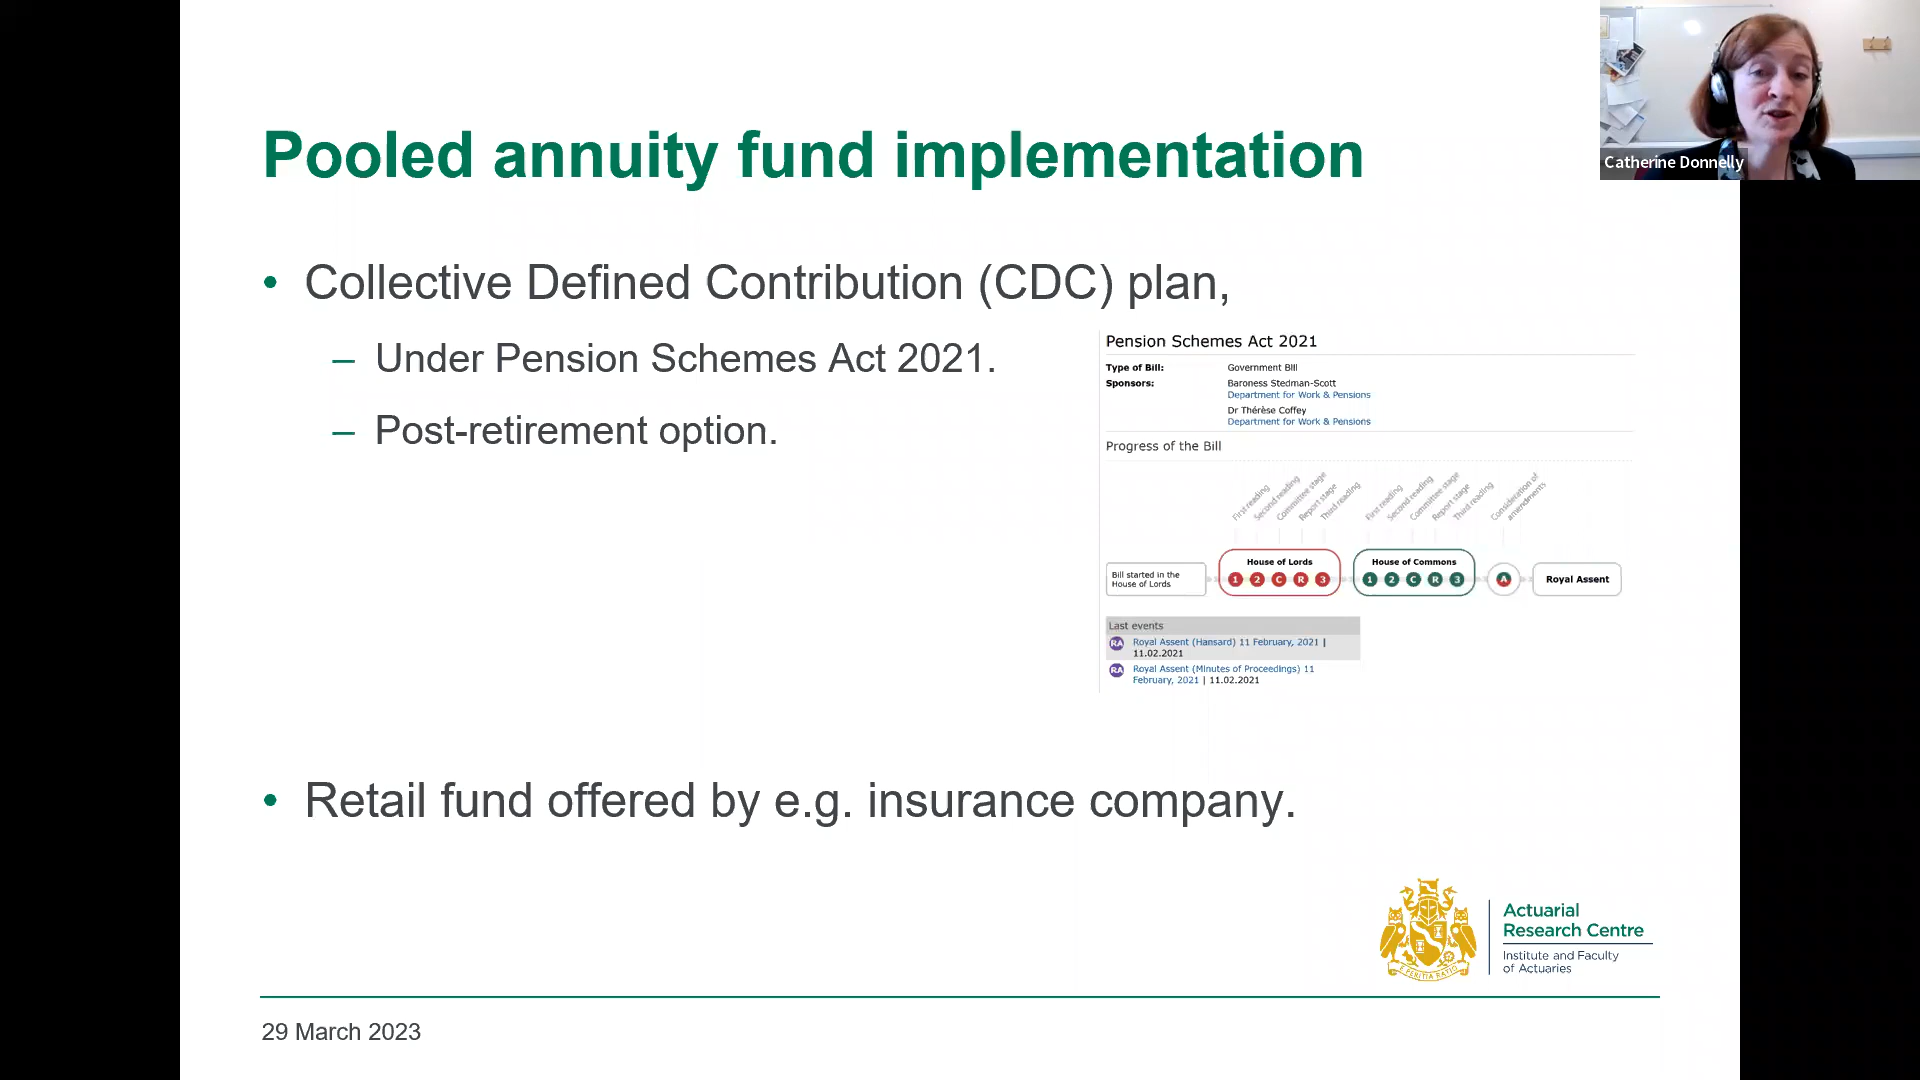 Catherine Donnelly
Pooled annuity fund implementation
• Collective Defined Contribution (CDC) plan,
– Under Pension Schemes Act 2021.
– Post-retirement option.
Pension Schemes Act 2021
Type of Bill: Government Bill
Sponsors: Baroness Stedman-Scott
Department for Work & Pensions
Dr Thérèse Coffey
Department for Work & Pensions
Progress of the Bill
First reading
Second reading
Committee stage
Report stage
Third reading
First reading
Second reading
Committee stage
Report stage
Third reading
Consideration of
amendments
Bill started in the
House of Lords
House of Lords
1 2 C R 3
House of Commons
1 2 C R 3
A
Royal Assent
Last events
RA Royal Assent (Hansard) 11 February, 2021 |
11.02.2021
RA Royal Assent (Minutes of Proceedings) 11
February, 2021 | 11.02.2021
• Retail fund offered by e.g. insurance company.
E PERITIA RATIO
Actuarial
Research Centre
Institute and Faculty
of Actuaries
29 March 2023